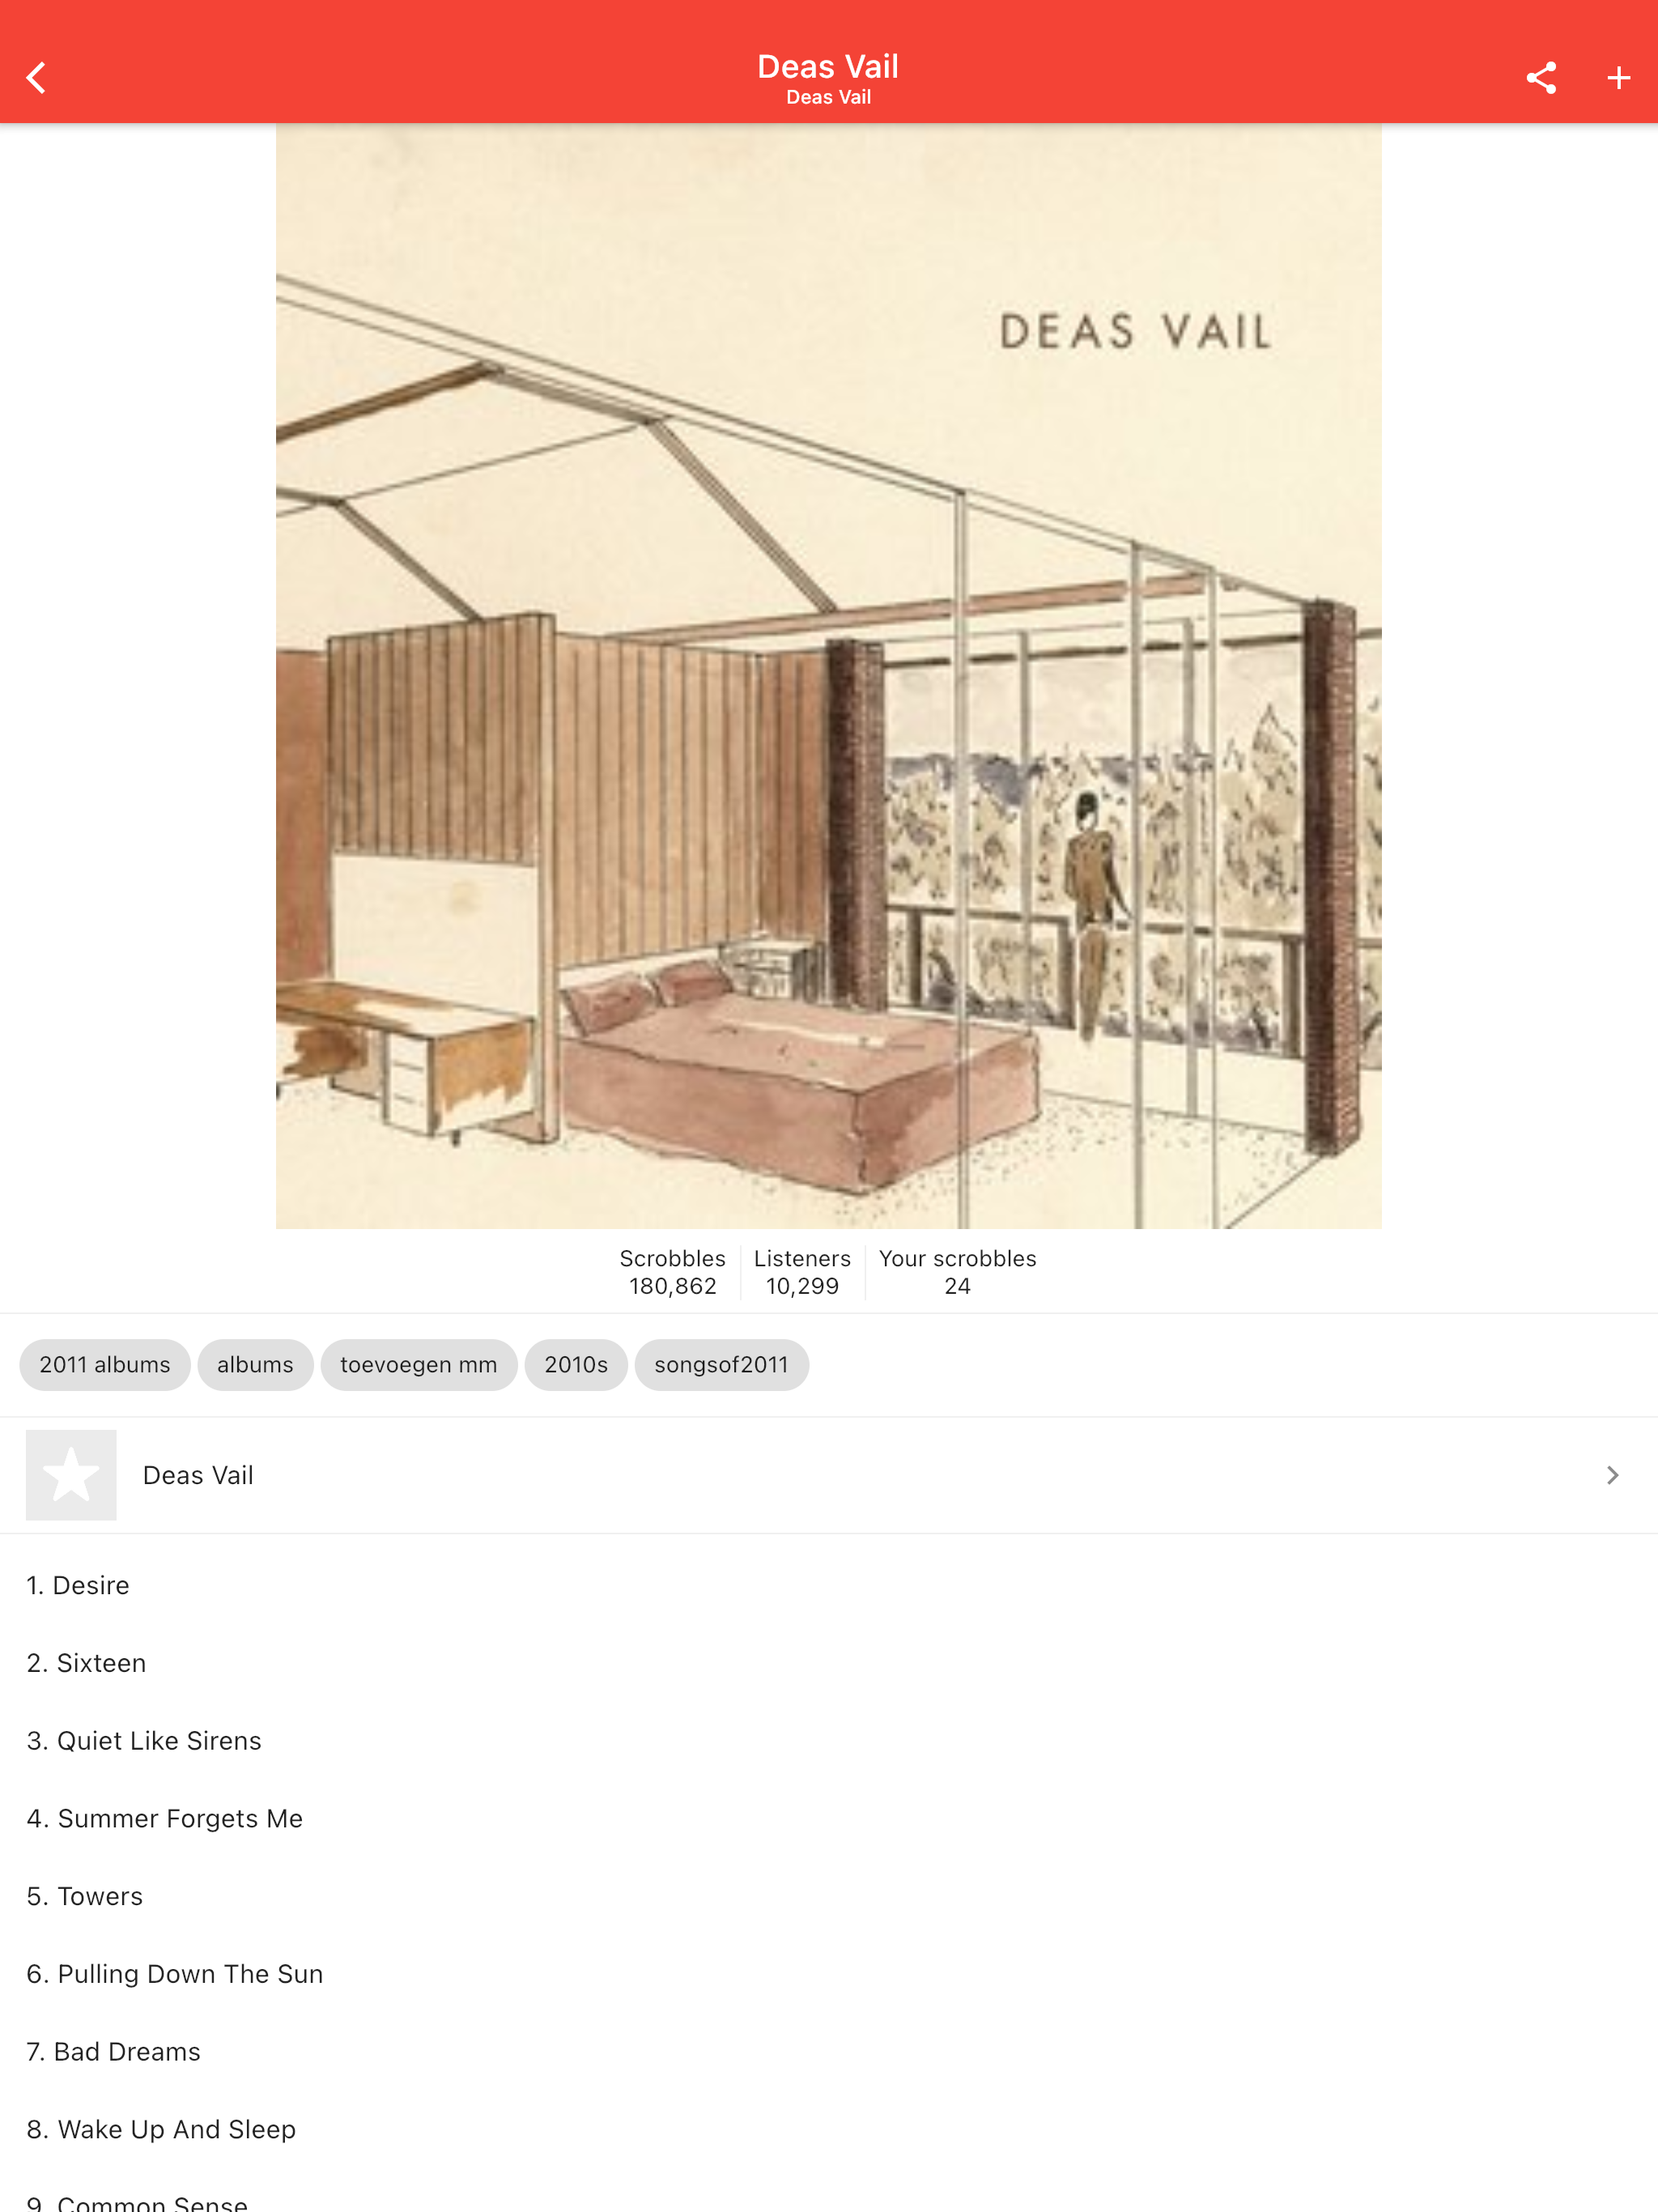 Deas Vail
Deas Vail
DEAS VAIL
Scrobbles Listeners Your scrobbles
180,862 10,299 24
2011 albums albums toevoegen mm 2010s songsof2011
Deas Vail
1. Desire
2. Sixteen
3. Quiet Like Sirens
4. Summer Forgets Me
5. Towers
6. Pulling Down The Sun
7. Bad Dreams
8. Wake Up And Sleep
9. Common Sense